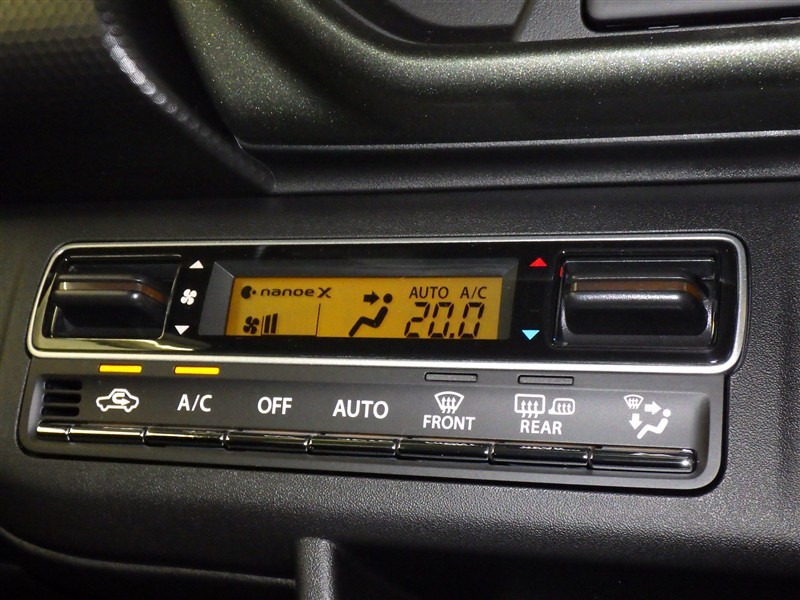 nanoe X
AUTO A/C
20.0
A/C OFF AUTO FRONT REAR